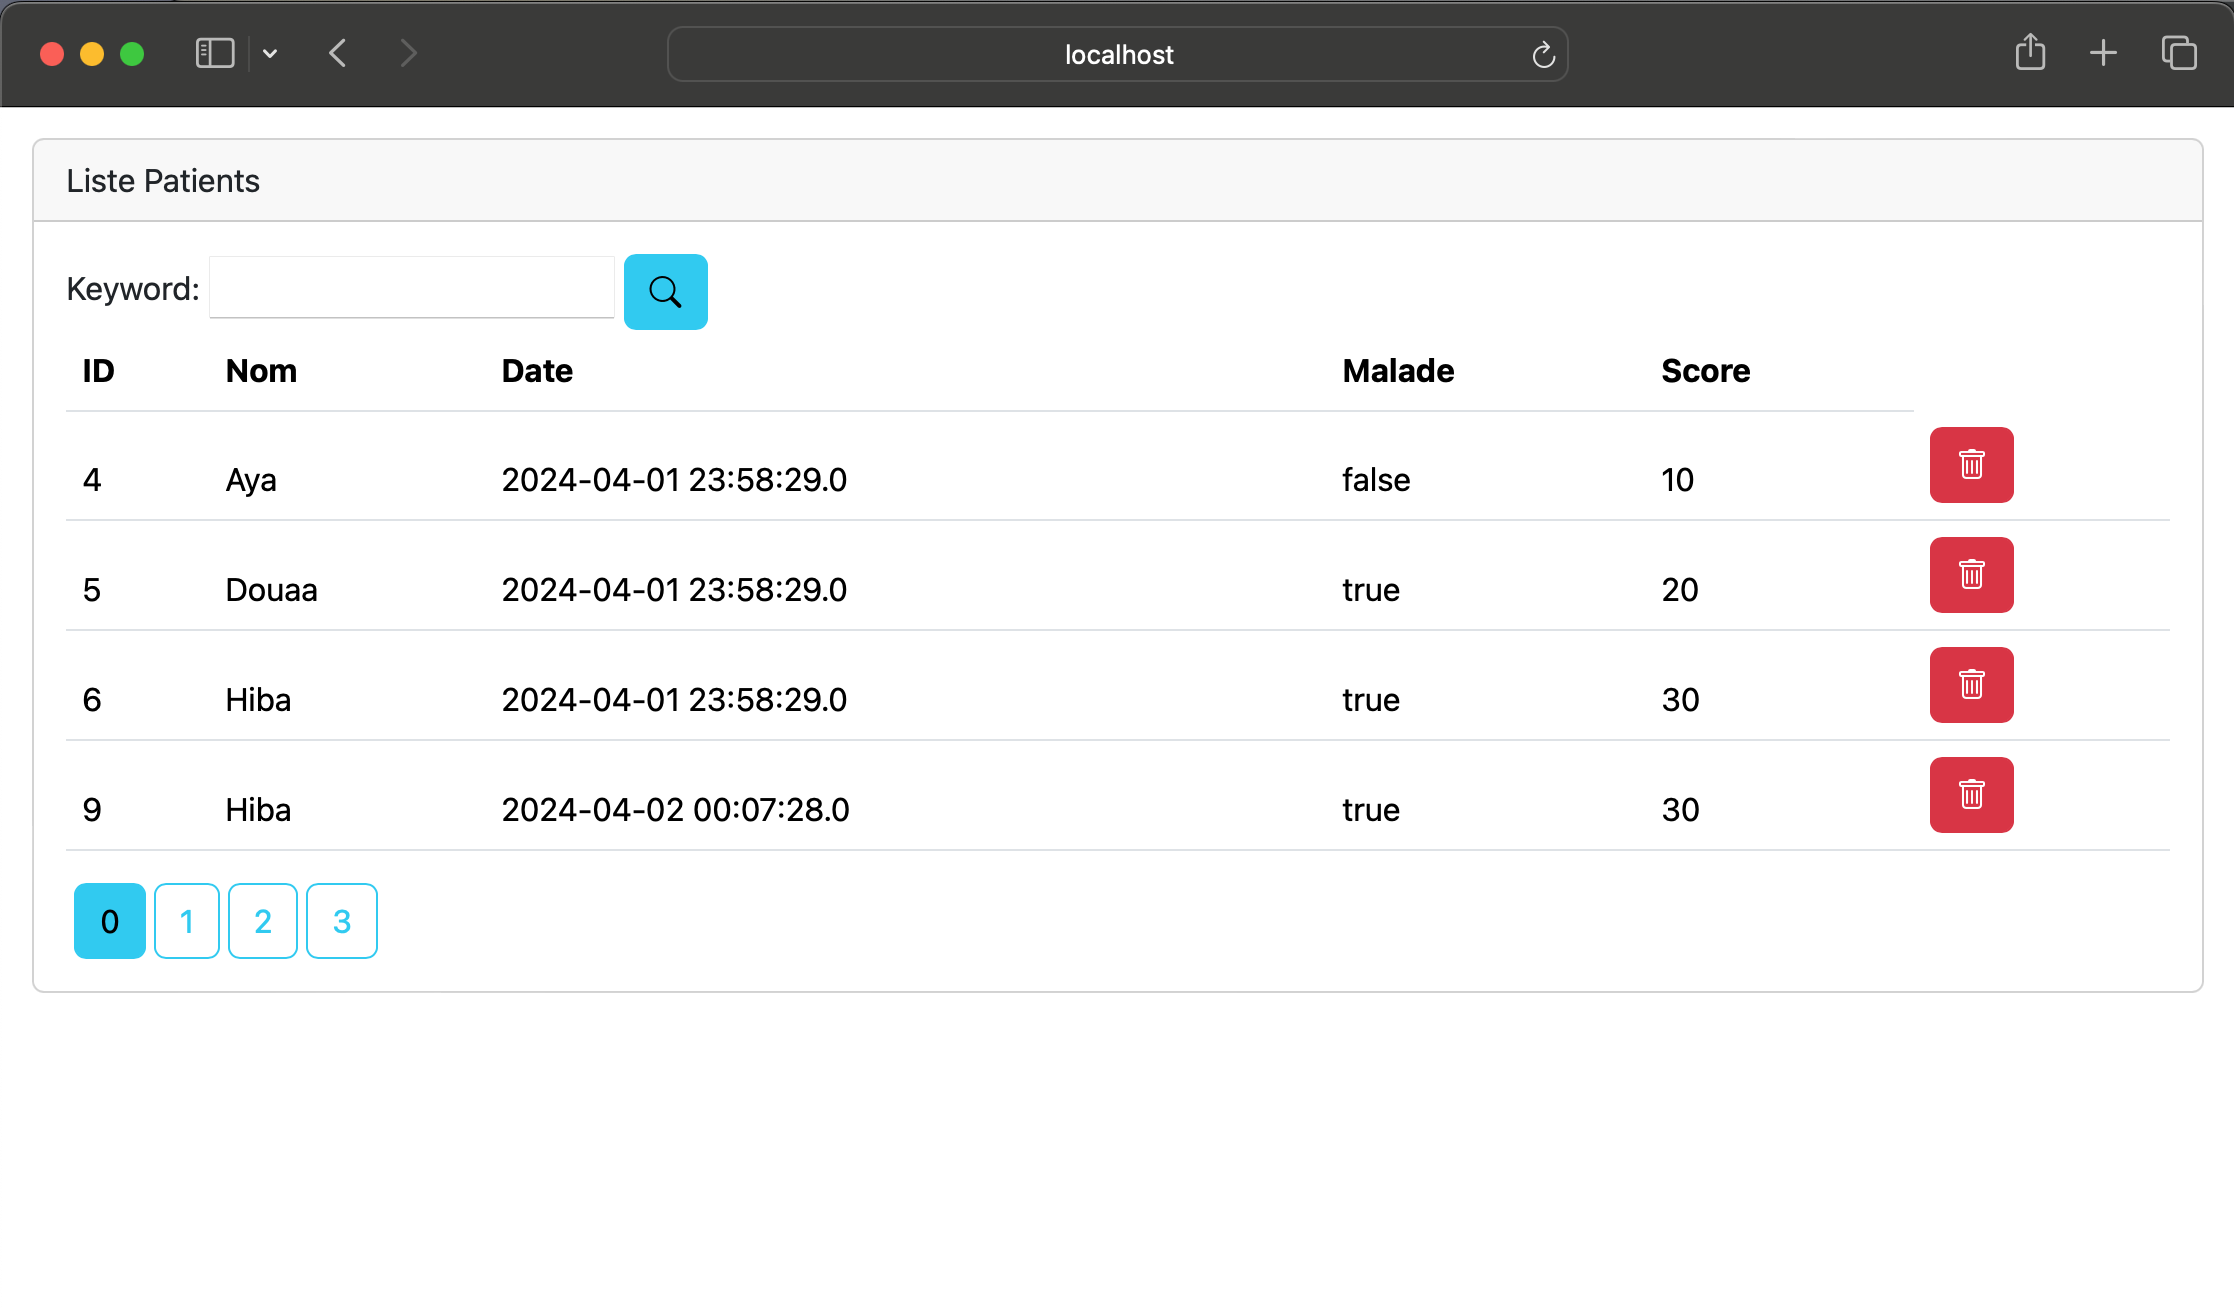 localhost
Liste Patients
Keyword:
ID Nom Date Malade Score
4 Aya 2024-04-01 23:58:29.0 false 10
5 Douaa 2024-04-01 23:58:29.0 true 20
6 Hiba 2024-04-01 23:58:29.0 true 30
9 Hiba 2024-04-02 00:07:28.0 true 30
0 1 2 3